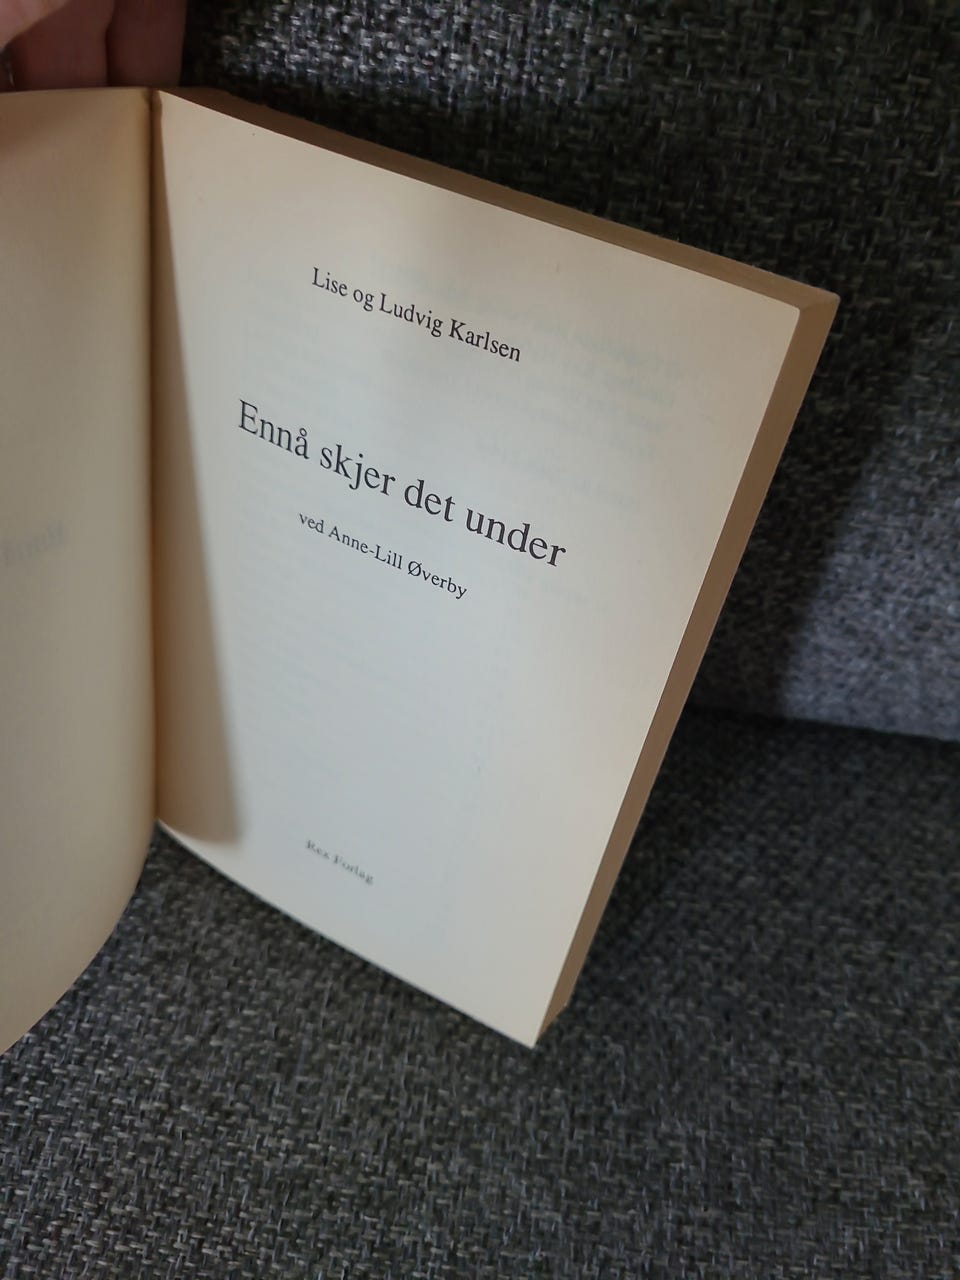 Lise og Ludvig Karlsen
Ennå skjer det under
ved Anne-Lill Øverby
Rex Forlag